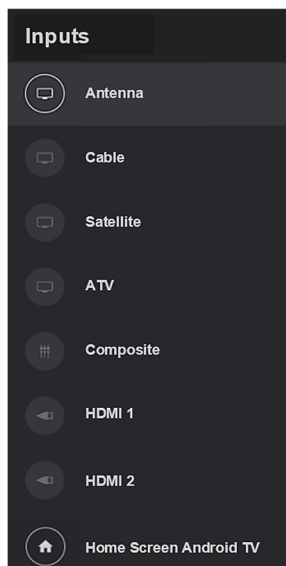 Inputs
Antenna
Cable
Satellite
ATV
Composite
HDMI 1
HDMI 2
Home Screen Android TV